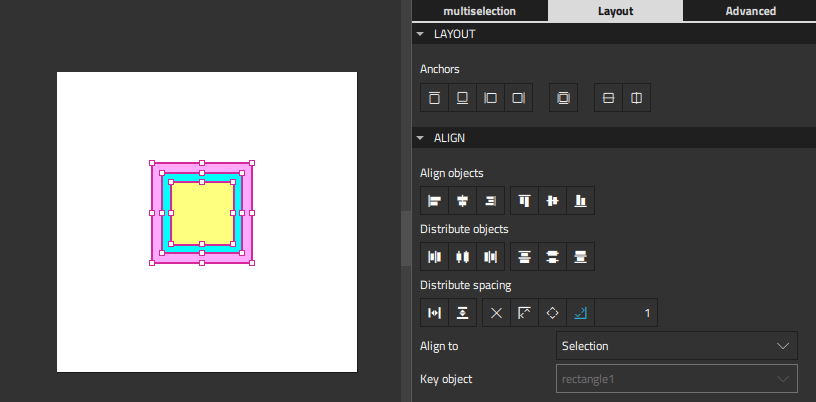 multiselection Layout Advanced
LAYOUT
Anchors
ALIGN
Align objects
Distribute objects
Distribute spacing
1
Align to Selection
Key object rectangle1